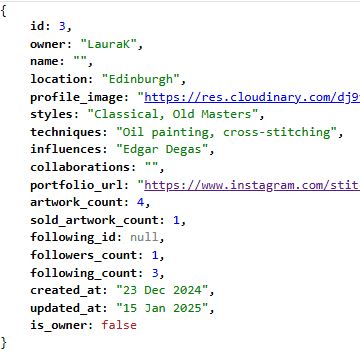 {
id: 3,
owner: "LauraK",
name: "",
location: "Edinburgh",
profile_image: "https://res.cloudinary.com/dj9
styles: "Classical, Old Masters",
techniques: "Oil painting, cross-stitching",
influences: "Edgar Degas",
collaborations: "",
portfolio_url: "https://www.instagram.com/stit
artwork_count: 4,
sold_artwork_count: 1,
following_id: null,
followers_count: 1,
following_count: 3,
created_at: "23 Dec 2024",
updated_at: "15 Jan 2025",
is_owner: false
}